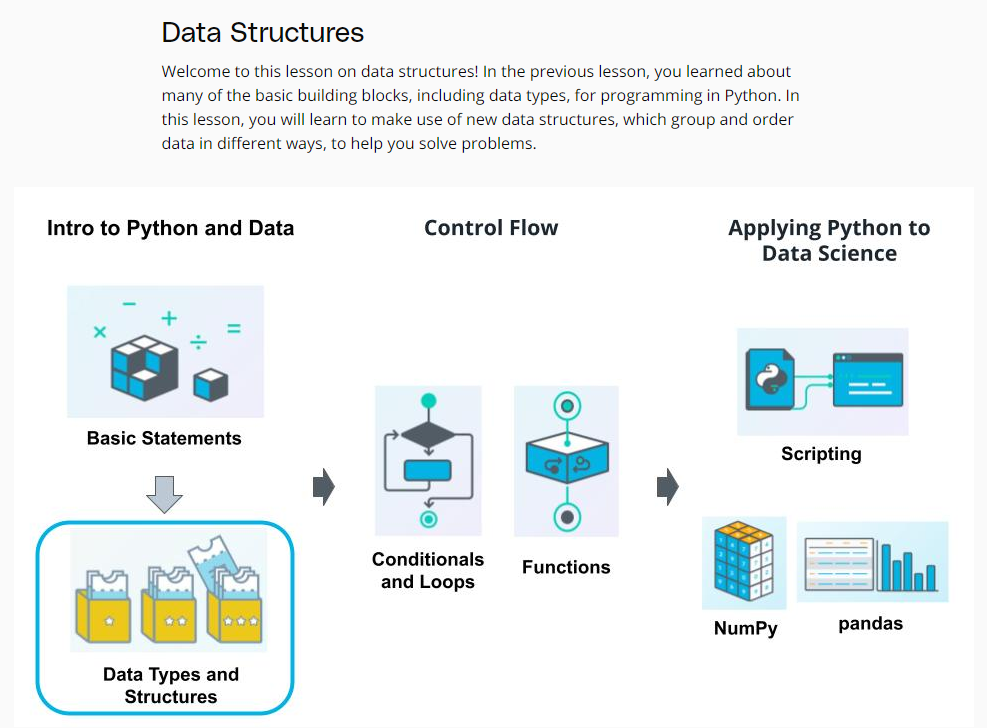 Data Structures
Welcome to this lesson on data structures! In the previous lesson, you learned about
many of the basic building blocks, including data types, for programming in Python. In
this lesson, you will learn to make use of new data structures, which group and order
data in different ways, to help you solve problems.
Intro to Python and Data
Basic Statements
Data Types and
Structures
Control Flow
Conditionals
and Loops
Functions
Applying Python to
Data Science
Scripting
NumPy
pandas